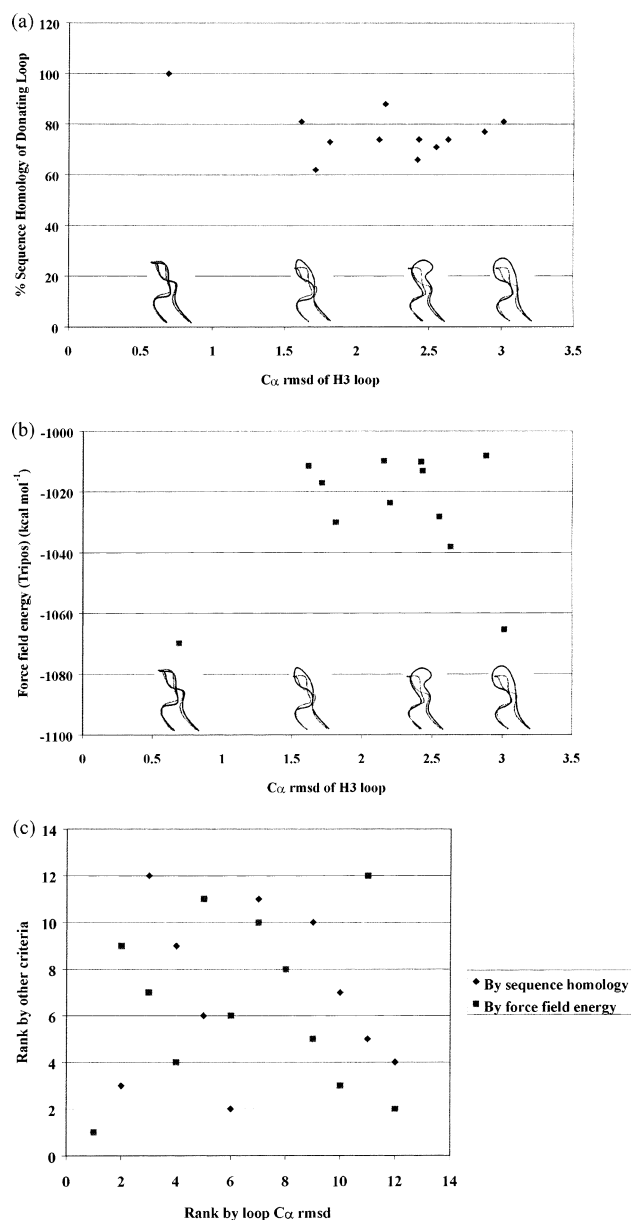 (a)
120
100
80
60
40
20
0
% Sequence Homology of Donating Loop
0 0.5 1 1.5 2 2.5 3 3.5
Cα rmsd of H3 loop
(b)
-1000
-1020
-1040
-1060
-1080
-1100
Force field energy (Tripos) (kcal mol⁻¹)
0 0.5 1 1.5 2 2.5 3 3.5
Cα rmsd of H3 loop
(c)
14
12
10
8
6
4
2
0
Rank by other criteria
0 2 4 6 8 10 12 14
Rank by loop Cα rmsd
By sequence homology
By force field energy